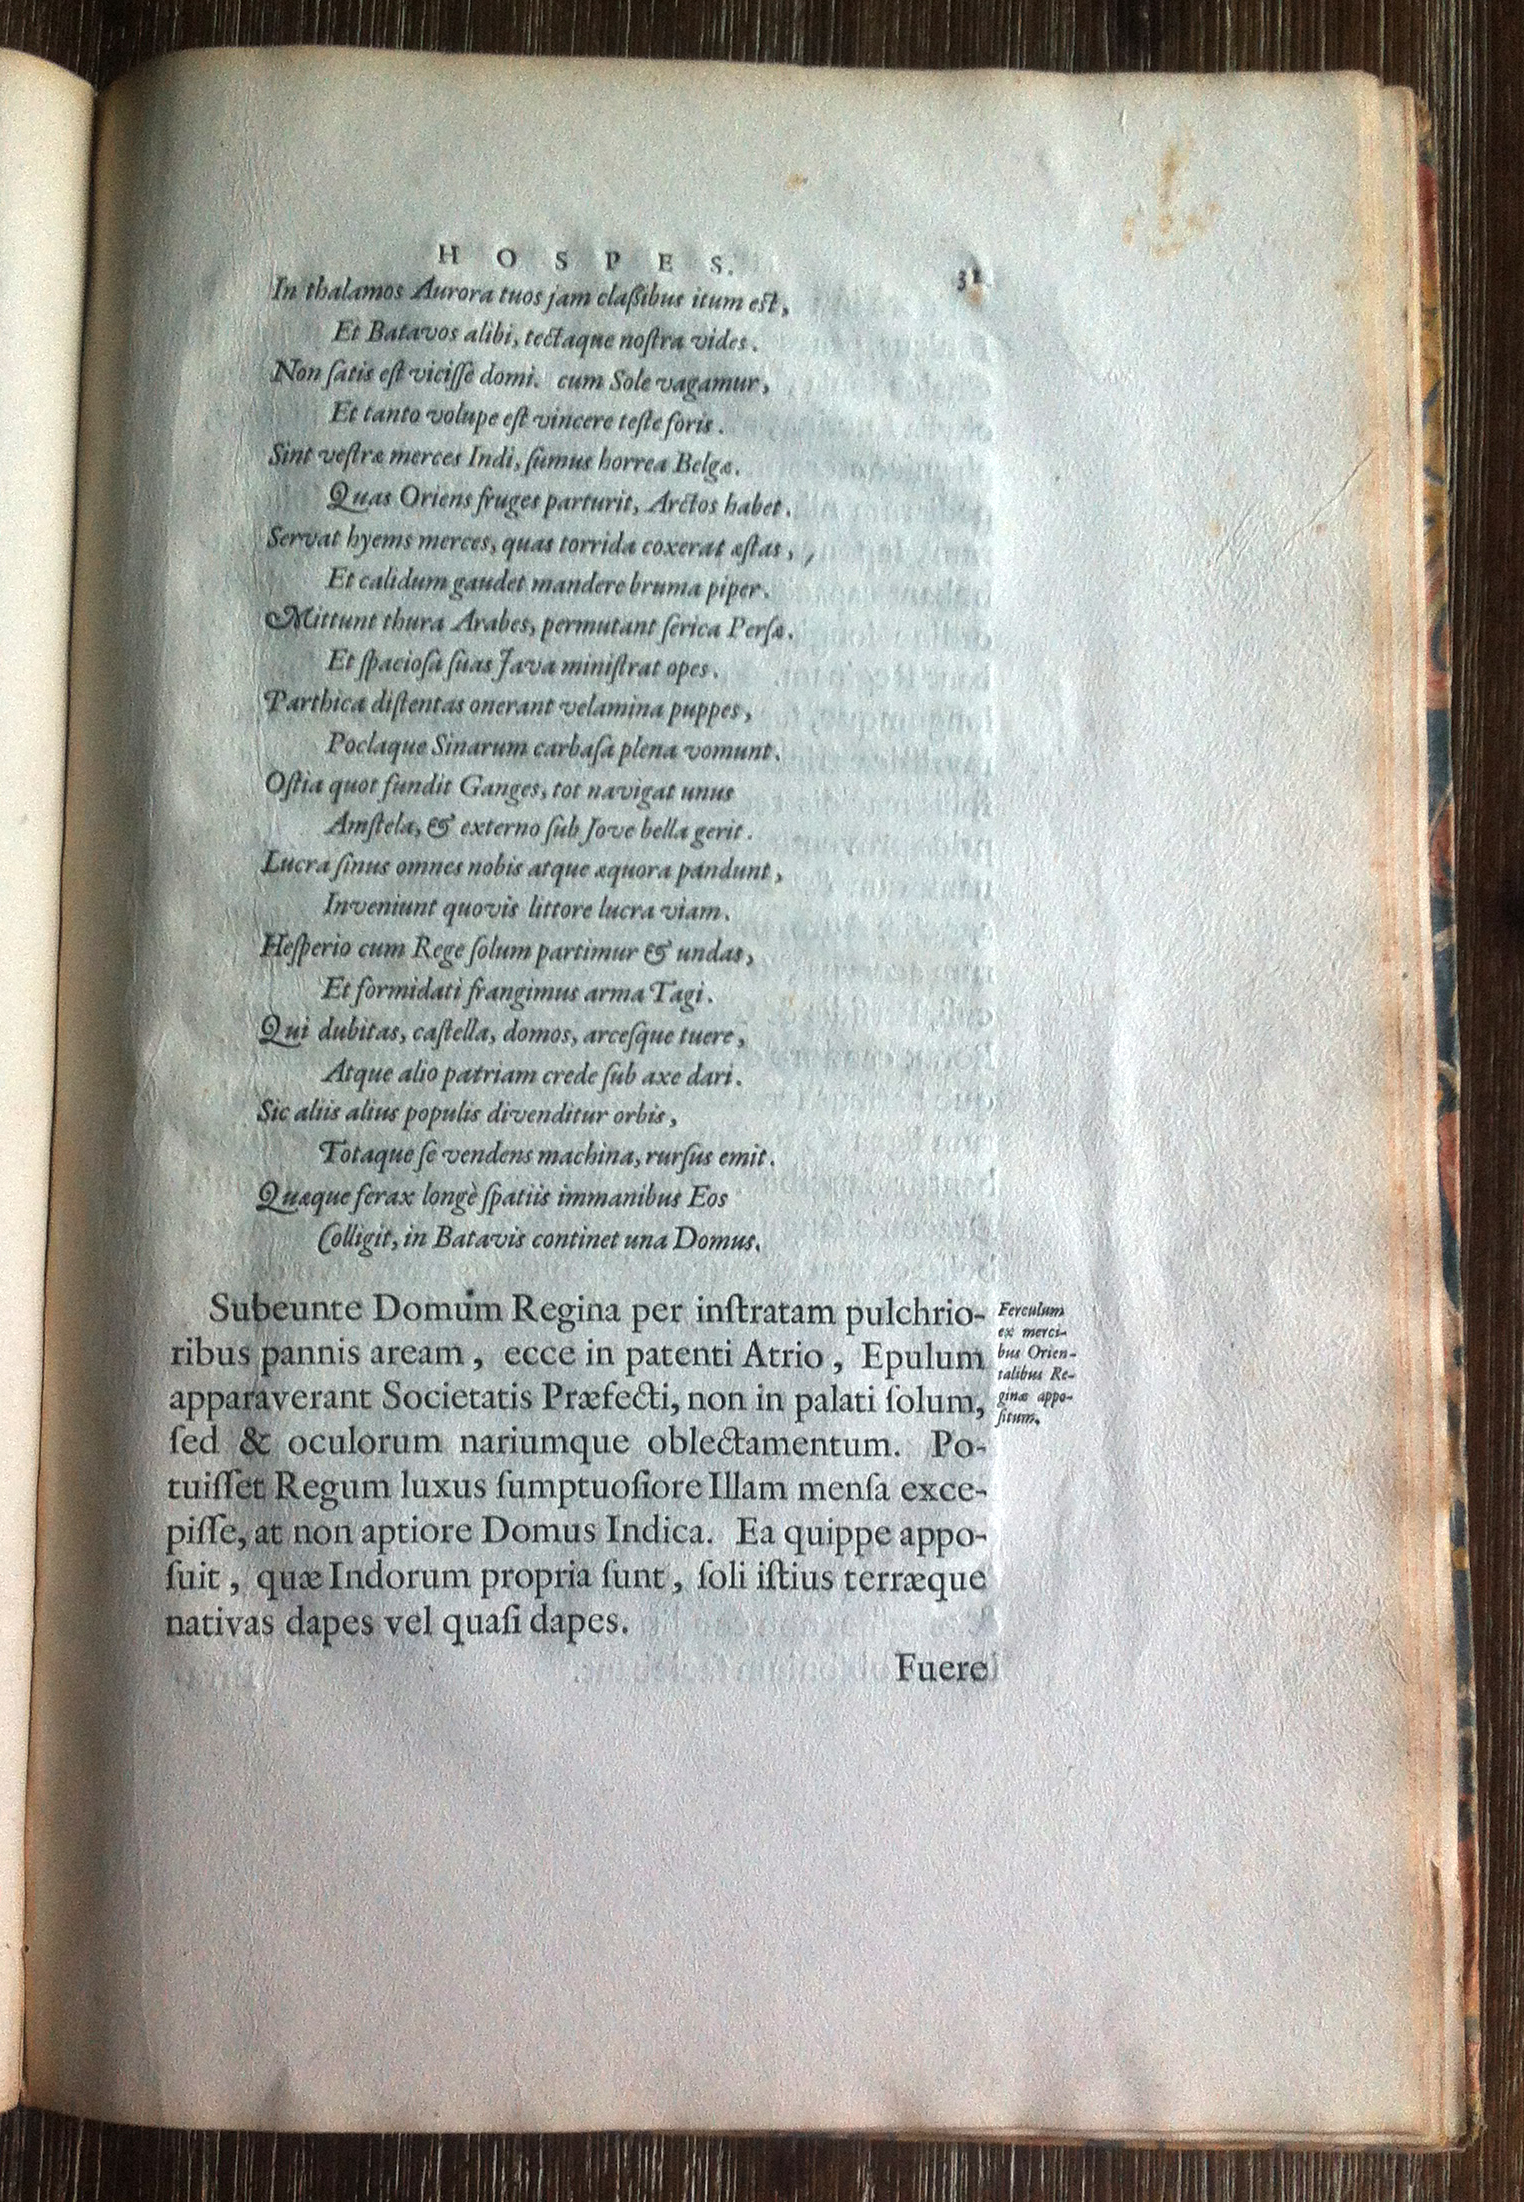 HOSPES.
31
In thalamos Aurora tuos jam claßibus itum est,
Et Batavos alibi, tectaque noſtra vides.
Non ſatis eſt viciſſe domi. cum Sole vagamur,
Et tanto volupe eſt vincere teſte foris.
Sint veſtræ merces Indi, ſumus horrea Belgæ.
Quas Oriens fruges parturit, Arctos habet.
Servat hyems merces, quas torrida coxerat æſtas,,
Et calidum gaudet mandere bruma piper.
Mittunt thura Arabes, permutant ſerica Perſæ.
Et ſpacioſa ſuas Java miniſtrat opes.
Parthica diſtentas onerant velamina puppes,
Poclaque Sinarum carbaſa plena vomunt.
Oſtia quot fundit Ganges, tot navigat unus
Amſtela, & externo ſub Jove bella gerit.
Lucra ſinus omnes nobis atque æquora pandunt,
Inveniunt quovis littore lucra viam.
Heſperio cum Rege ſolum partimur & undas,
Et formidati frangimus arma Tagi.
Qui dubitas, caſtella, domos, arceſque tuere,
Atque alio patriam crede ſub axe dari.
Sic aliis alius populis divenditur orbis,
Totaque ſe vendens machina, rurſus emit.
Quæque ferax longè ſpatiis immanibus Eos
Colligit, in Batavis continet una Domus.
Subeunte Domum Regina per inſtratam pulchrio-
ribus pannis aream, ecce in patenti Atrio, Epulum
apparaverant Societatis Præfecti, non in palati ſolum,
ſed & oculorum nariumque oblectamentum. Po-
tuiſſet Regum luxus ſumptuoſiore Illam menſa exce-
piſſe, at non aptiore Domus Indica. Ea quippe appo-
ſuit, quæ Indorum propria ſunt, ſoli iſtius terræque
nativas dapes vel quaſi dapes.
Ferculum
ex merci-
bus Orien-
talibus Re-
ginæ appo-
ſitum.
Fuere